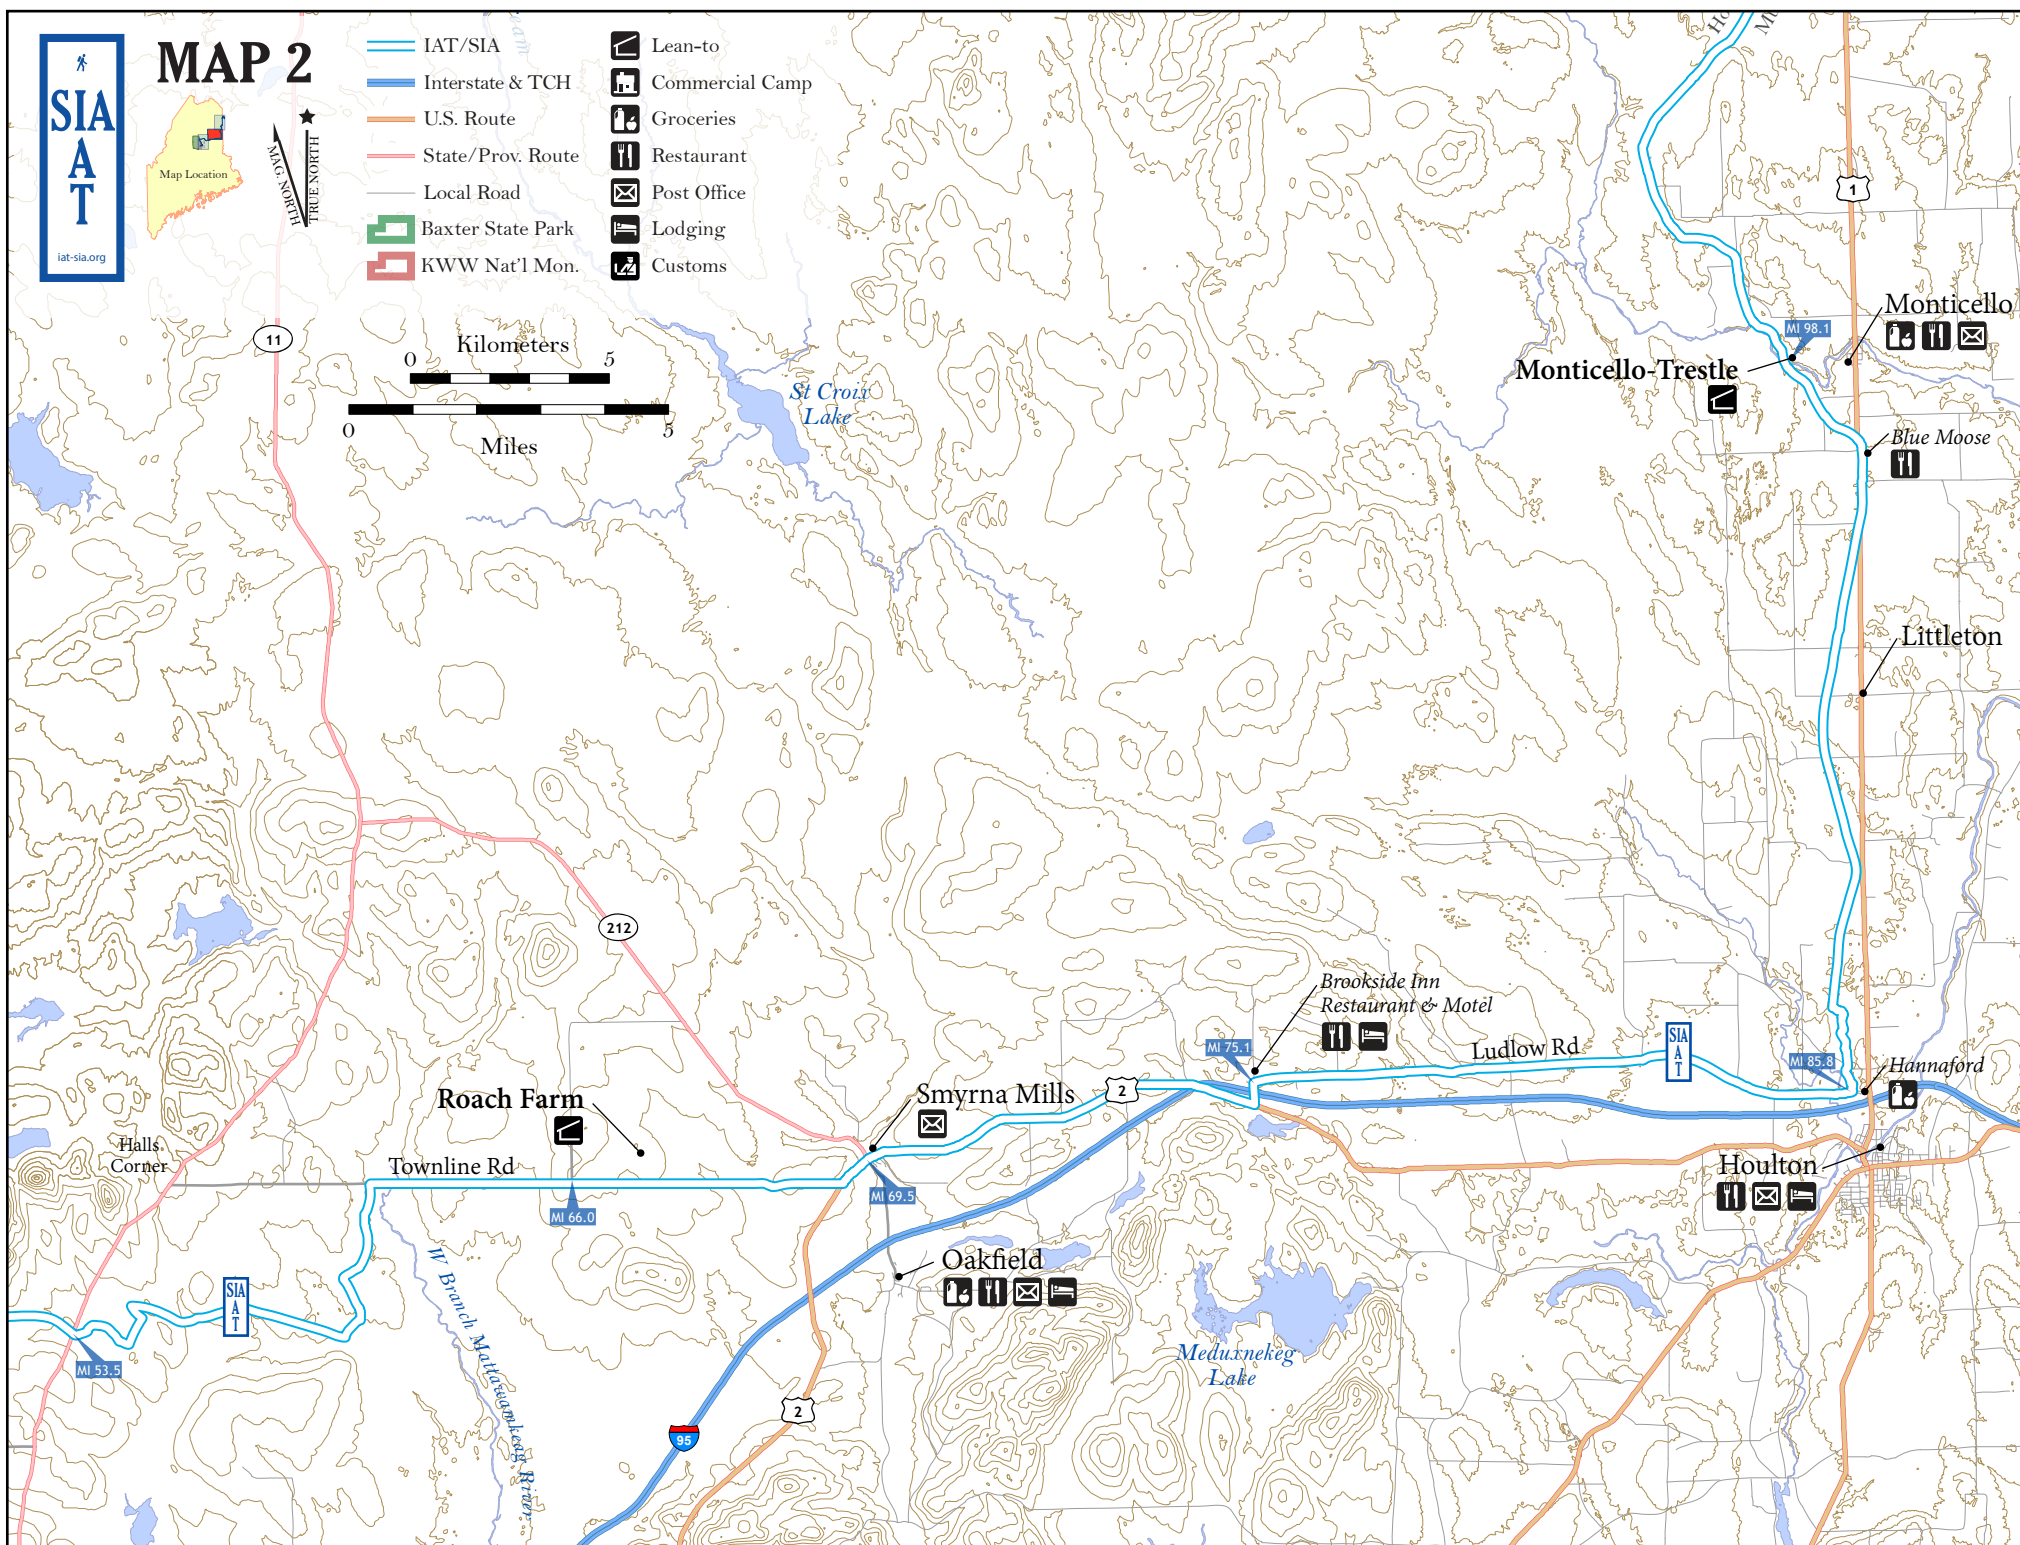 SIA
A
T
iat-sia.org
MAP 2
Map Location
MAG. NORTH
TRUE NORTH
IAT/SIA
Interstate & TCH
U.S. Route
State/Prov. Route
Local Road
Baxter State Park
KWW Nat'l Mon.
Lean-to
Commercial Camp
Groceries
Restaurant
Post Office
Lodging
Customs
11
Kilometers
0
5
0
5
Miles
St Croix
Lake
1
Monticello
MI 98.1
Monticello-Trestle
Blue Moose
Littleton
212
Brookside Inn
Restaurant & Motel
MI 75.1
Ludlow Rd
SIA
A
T
MI 85.8
Hannaford
2
Smyrna Mills
Roach Farm
Halls
Corner
Townline Rd
MI 66.0
MI 69.5
Houlton
Oakfield
W Branch Mattawamkeag River
SIA
A
T
MI 53.5
Meduxnekeg
Lake
2
95